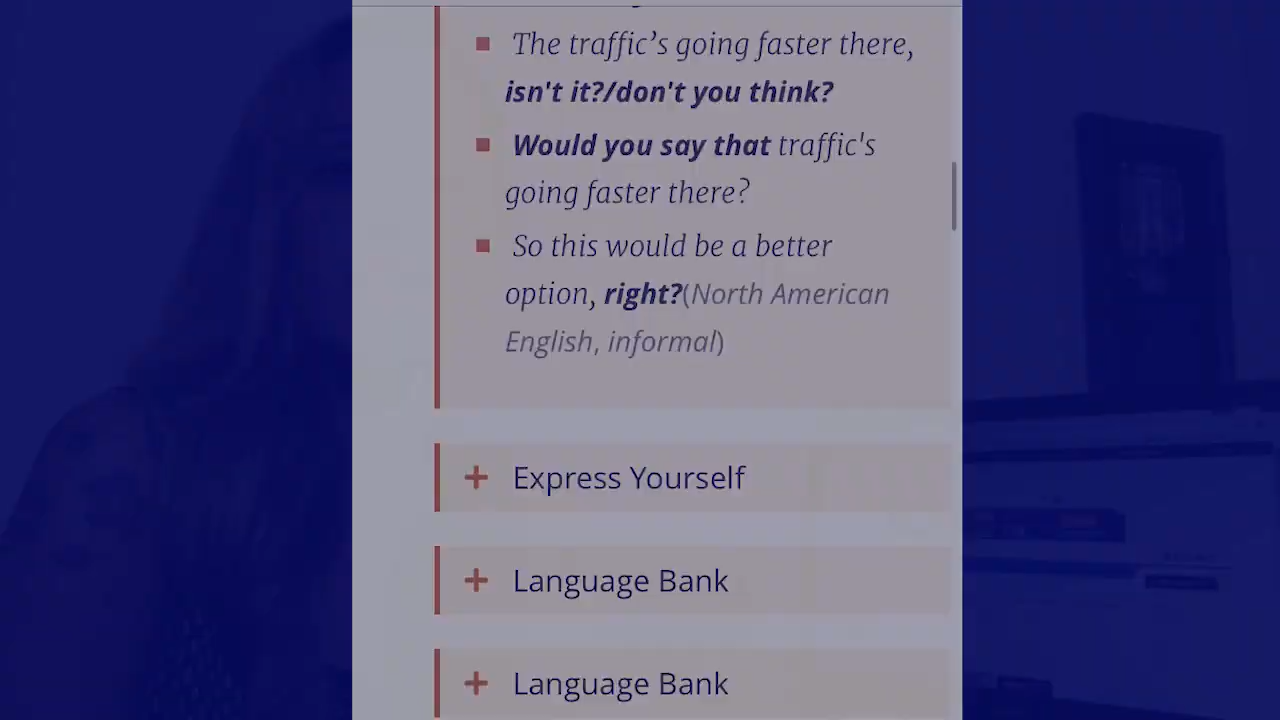 The traffic’s going faster there,
isn't it?/don't you think?
Would you say that traffic's
going faster there?
So this would be a better
option, right?(North American
English, informal)
+ Express Yourself
+ Language Bank
+ Language Bank